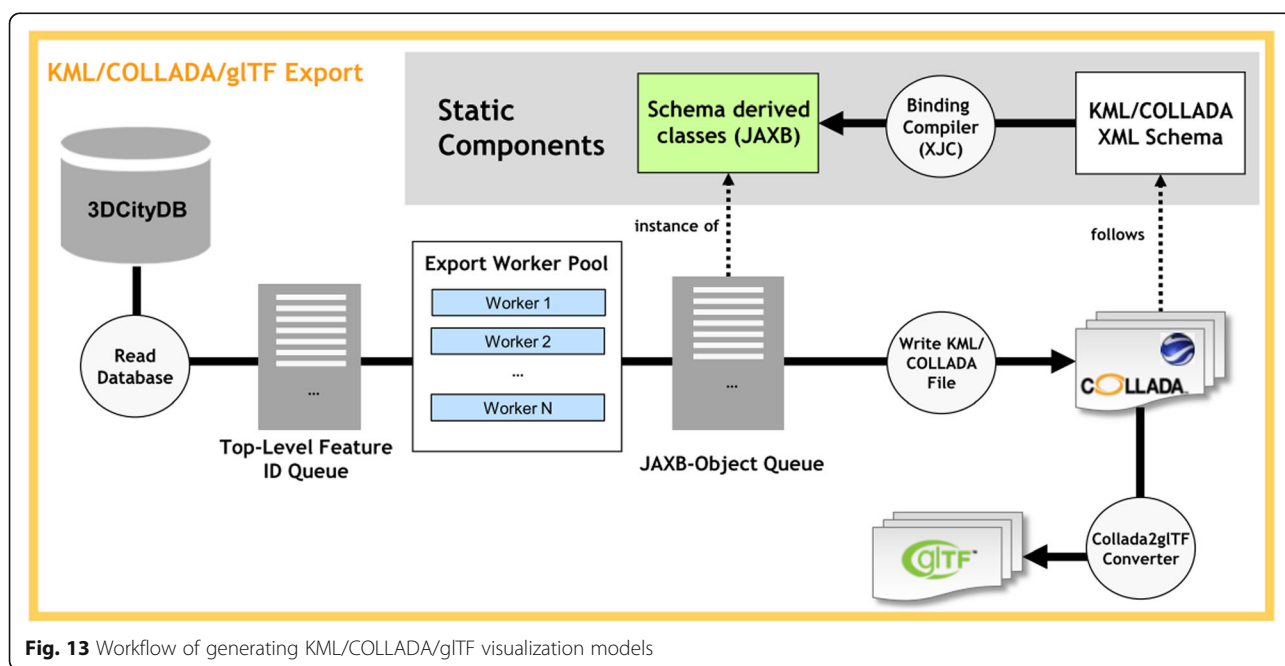 KML/COLLADA/glTF Export
Static
Components
Schema derived
classes (JAXB)
Binding
Compiler
(XJC)
KML/COLLADA
XML Schema
3DCityDB
instance of
follows
Read
Database
...
Top-Level Feature
ID Queue
Export Worker Pool
Worker 1
Worker 2
...
Worker N
...
JAXB-Object Queue
Write KML/
COLLADA
File
COLLADA™
Collada2glTF
Converter
glTF™
Fig. 13 Workflow of generating KML/COLLADA/glTF visualization models